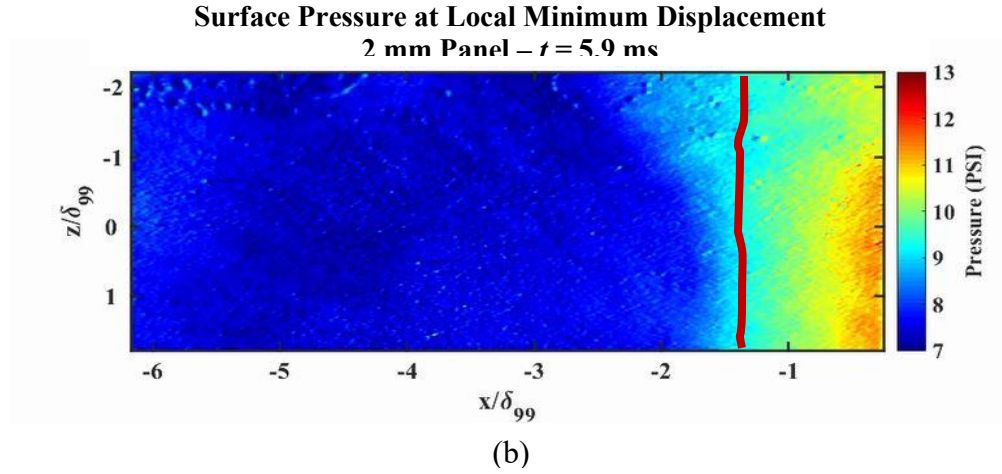 Surface Pressure at Local Minimum Displacement
2 mm Panel – t = 5.9 ms
-2
-1
0
1
z/δ99
-6 -5 -4 -3 -2 -1
x/δ99
13
12
11
10
9
8
7
Pressure (PSI)
(b)